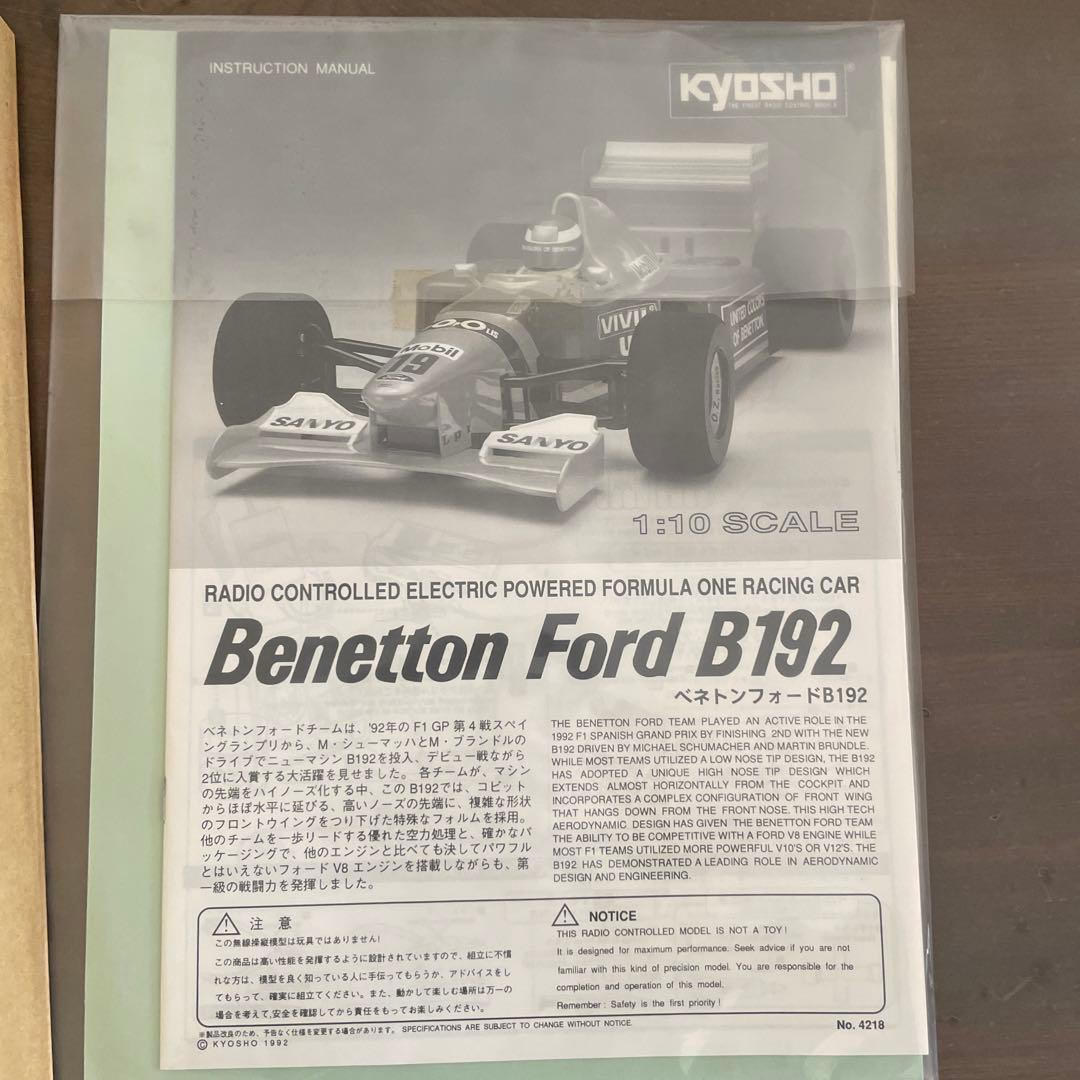 INSTRUCTION MANUAL
KYOSHO
THE FINEST RADIO CONTROL MODELS
BENETTON
VIVIT
UNITED COLORS
OF BENETTON
Mobil
19
SANYO
SANYO
1:10 SCALE
RADIO CONTROLLED ELECTRIC POWERED FORMULA ONE RACING CAR
Benetton Ford B192
ベネトンフォードB192
ベネトンフォードチームは、'92年のF1 GP 第4戦スペイ
ングランプリから、M・シューマッハとM・ブランドルの
ドライブでニューマシン B192を投入、デビュー戦ながら
2位に入賞する大活躍を見せました。 各チームが、マシン
の先端をハイノーズ化する中、この B192では、コピット
からほぼ水平に延びる、高いノーズの先端に、複雑な形状
のフロントウイングをつり下げた特殊なフォルムを採用。
他のチームを一歩リードする優れた空力処理と、確かなパ
ッケージングで、他のエンジンと比べても決してパワフル
とはいえないフォード V8 エンジンを搭載しながらも、第
一級の戦闘力を発揮しました。
THE BENETTON FORD TEAM PLAYED AN ACTIVE ROLE IN THE
1992 F1 SPANISH GRAND PRIX BY FINISHING 2ND WITH THE NEW
B192 DRIVEN BY MICHAEL SCHUMACHER AND MARTIN BRUNDLE.
WHILE MOST TEAMS UTILIZED A LOW NOSE TIP DESIGN, THE B192
HAS ADOPTED A UNIQUE HIGH NOSE TIP DESIGN WHICH
EXTENDS ALMOST HORIZONTALLY FROM THE COCKPIT AND
INCORPORATES A COMPLEX CONFIGURATION OF FRONT WING
THAT HANGS DOWN FROM THE FRONT NOSE. THIS HIGH TECH
AERODYNAMIC DESIGN HAS GIVEN THE BENETTON FORD TEAM
THE ABILITY TO BE COMPETITIVE WITH A FORD V8 ENGINE WHILE
MOST F1 TEAMS UTILIZED MORE POWERFUL V10'S OR V12'S. THE
B192 HAS DEMONSTRATED A LEADING ROLE IN AERODYNAMIC
DESIGN AND ENGINEERING.
注 意
この無線操縦模型は玩具ではありません!
この商品は高い性能を発揮するように設計されていますので、組立に不慣
れな方は、模型を良く知っている人に手伝ってもらうか、アドバイスをし
てもらって、確実に組立てください。また、動かして楽しむ場所は万一の
場合を考えて,安全を確認してから責任をもってお楽しみください。
NOTICE
THIS RADIO CONTROLLED MODEL IS NOT A TOY!
It is designed for maximum performance. Seek advice if you are not
familiar with this kind of precision model. You are responsible for the
completion and operation of this model.
Remember : Safety is the first priority !
※製品改良のため、予告なく仕様を変更する場合があります。 SPECIFICATIONS ARE SUBJECT TO CHANGE WITHOUT NOTICE.
No. 4218
© KYOSHO 1992